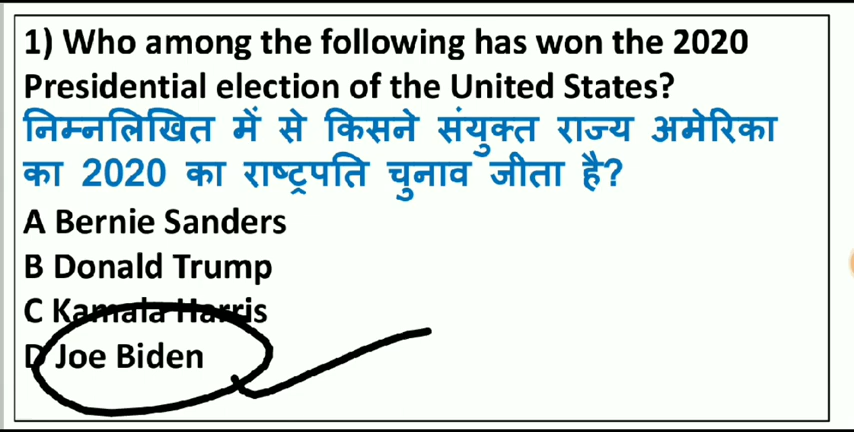 1) Who among the following has won the 2020
Presidential election of the United States?
निम्नलिखित में से किसने संयुक्त राज्य अमेरिका
का 2020 का राष्ट्रपति चुनाव जीता है?
A Bernie Sanders
B Donald Trump
C Kamala Harris
D Joe Biden